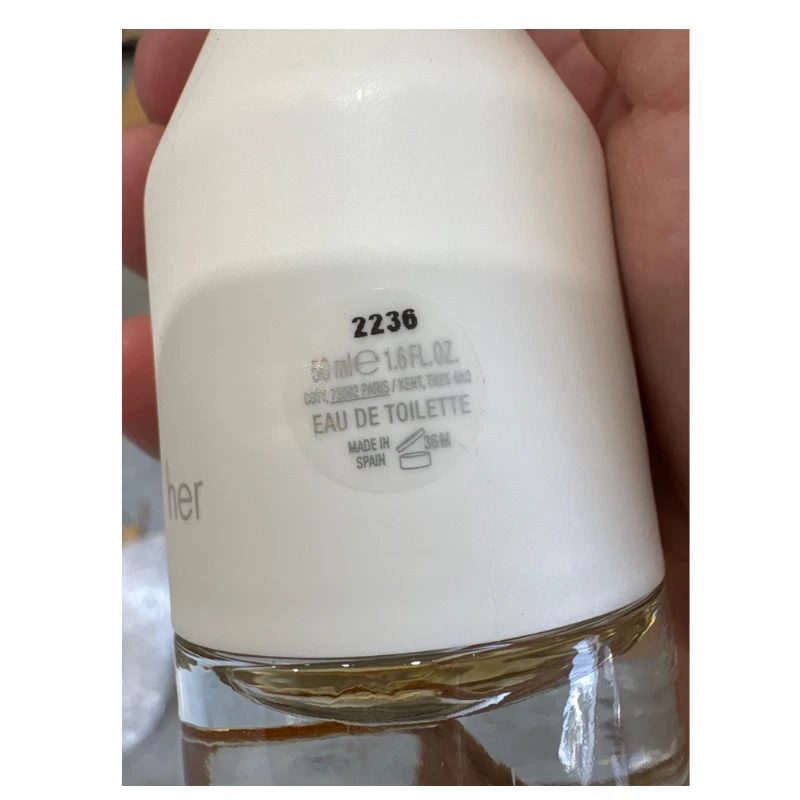 2236
50 ml e 1.6 FL.OZ.
COTY, 75002 PARIS / KENT, TN25 4AQ
EAU DE TOILETTE
MADE IN 36 M
SPAIN
her